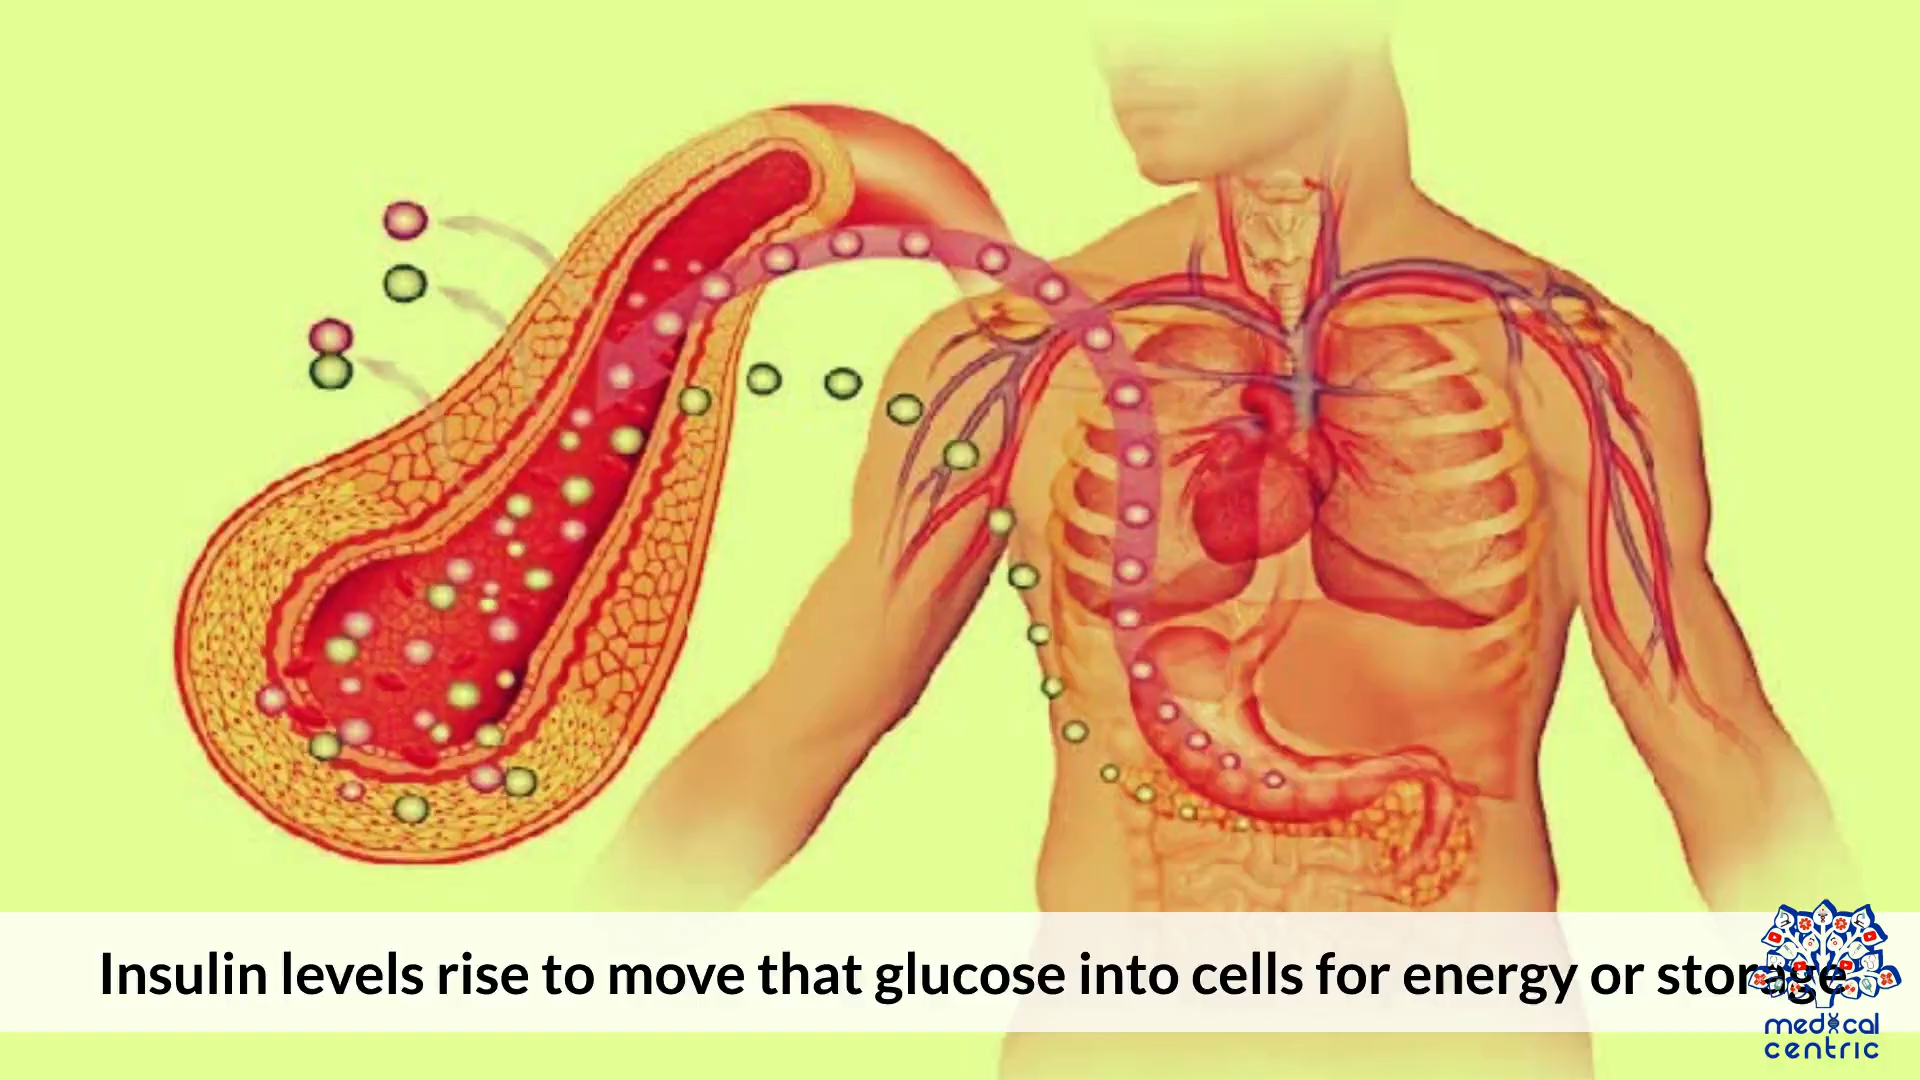 Insulin levels rise to move that glucose into cells for energy or storage
medical
centric